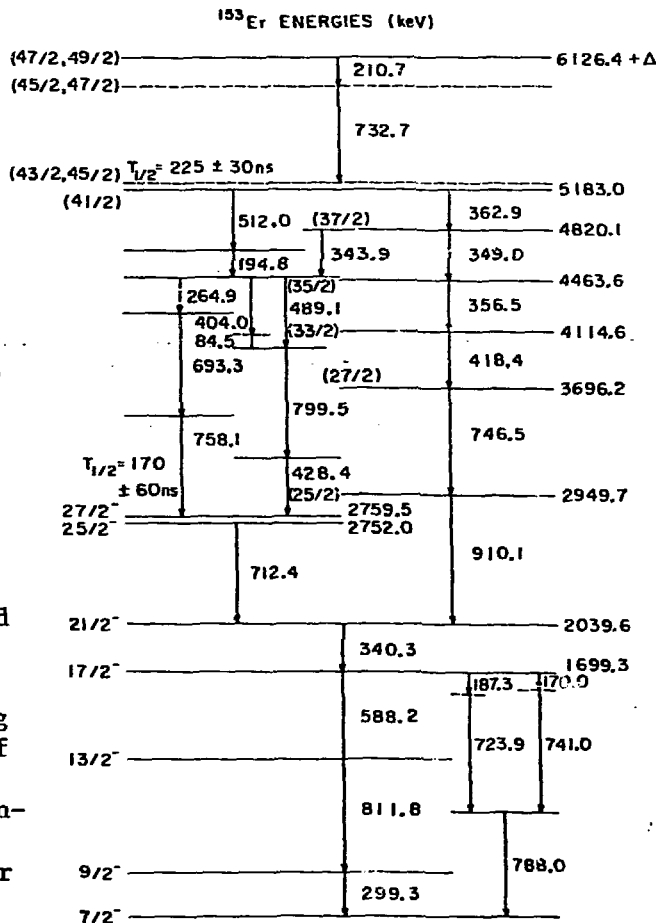 153Er ENERGIES (keV)
(47/2,49/2) 6126.4 + Δ
210.7
(45/2,47/2)
732.7
T1/2= 225 ± 30ns
(43/2,45/2)
5183.0
(41/2)
512.0 (37/2) 362.9
4820.1
194.8 343.9 349.0
4463.6
264.9 (35/2) 356.5
489.1
404.0 (33/2) 4114.6
84.5
693.3 418.4
(27/2) 3696.2
799.5
758.1 746.5
T1/2= 170
± 60ns
428.4
(25/2) 2949.7
27/2- 2759.5
25/2- 2752.0
712.4 910.1
d
21/2- 2039.6
340.3
17/2- 1699.3
187.3 170.0
g
588.2
f
723.9 741.0
13/2-
n-
811.8
788.0
r
9/2-
299.3
7/2-